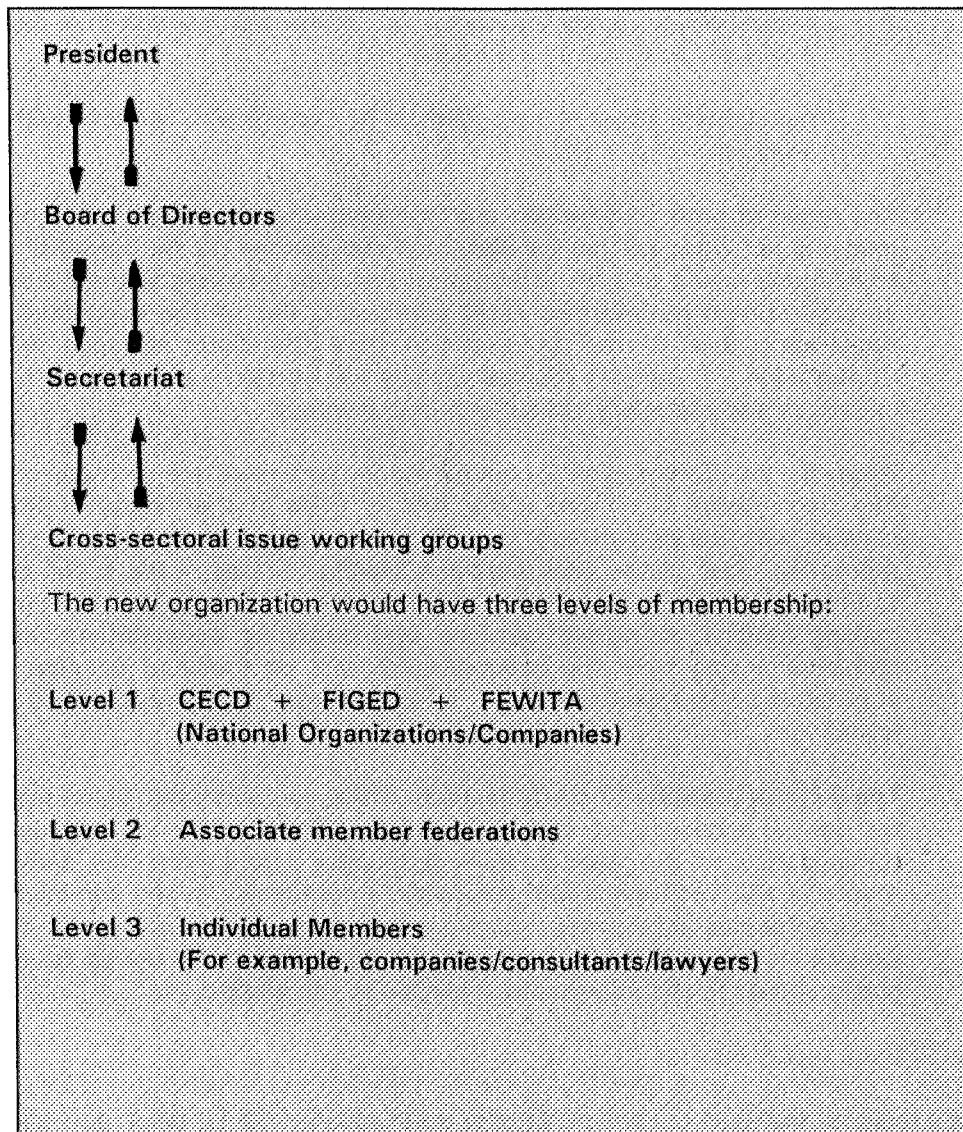 President
Board of Directors
Secretariat
Cross-sectoral issue working groups
The new organization would have three levels of membership:
Level 1 CECD + FIGED + FEWITA
(National Organizations/Companies)
Level 2 Associate member federations
Level 3 Individual Members
(For example, companies/consultants/lawyers)